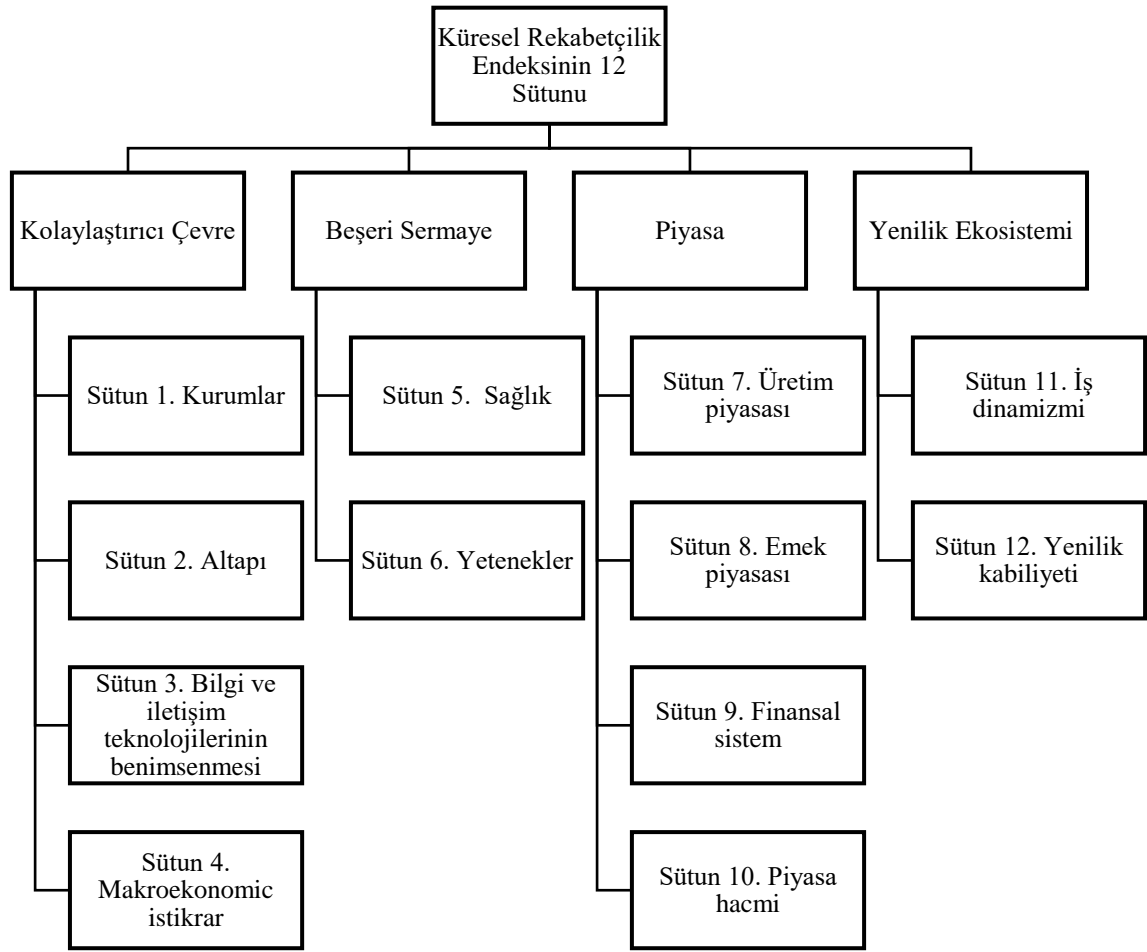 Küresel Rekabetçilik
Endeksinin 12
Sütunu
Kolaylaştırıcı Çevre
Beşeri Sermaye
Piyasa
Yenilik Ekosistemi
Sütun 1. Kurumlar
Sütun 2. Altapı
Sütun 3. Bilgi ve
iletişim
teknolojilerinin
benimsenmesi
Sütun 4.
Makroekonomic
istikrar
Sütun 5.  Sağlık
Sütun 6. Yetenekler
Sütun 7. Üretim
piyasası
Sütun 8. Emek
piyasası
Sütun 9. Finansal
sistem
Sütun 10. Piyasa
hacmi
Sütun 11. İş
dinamizmi
Sütun 12. Yenilik
kabiliyeti